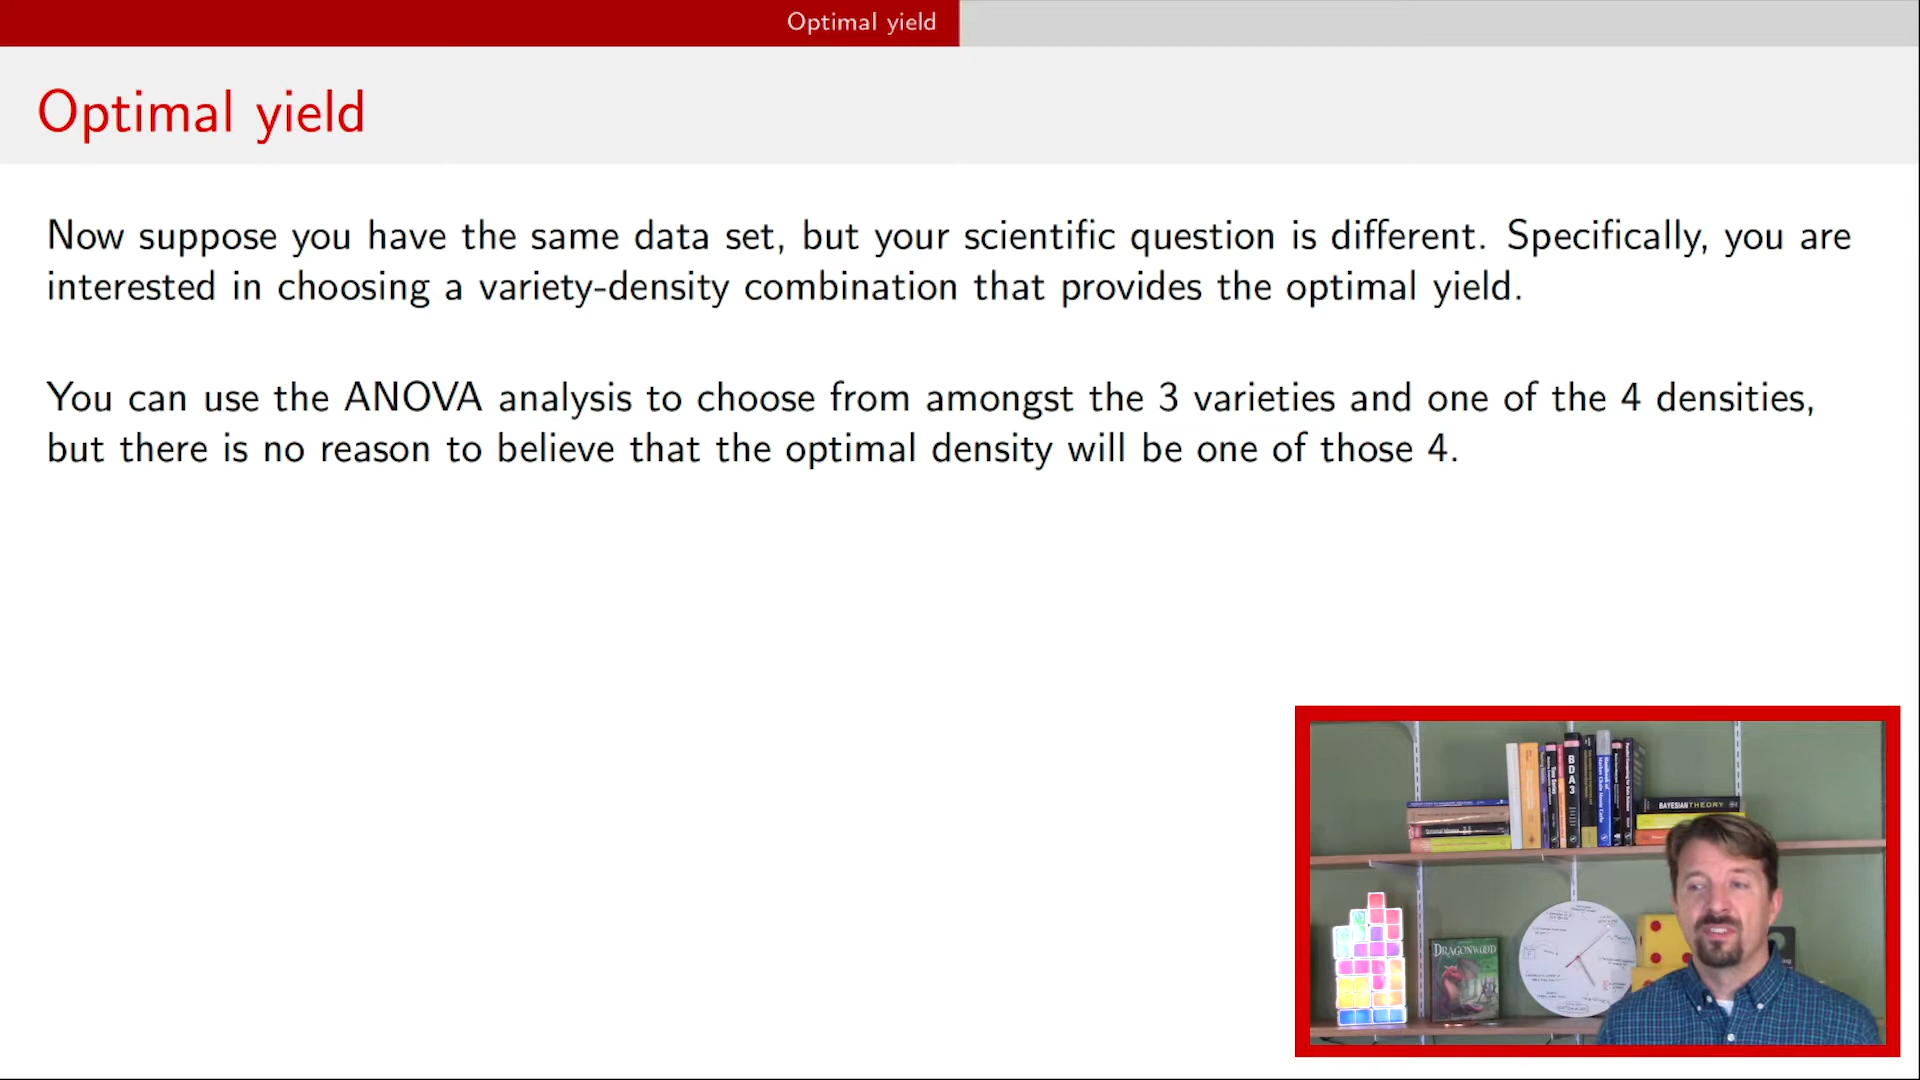 Optimal yield
Optimal yield
Now suppose you have the same data set, but your scientific question is different. Specifically, you are
interested in choosing a variety-density combination that provides the optimal yield.
You can use the ANOVA analysis to choose from amongst the 3 varieties and one of the 4 densities,
but there is no reason to believe that the optimal density will be one of those 4.
BDA3
BAYESIAN THEORY
DRAGONWOOD